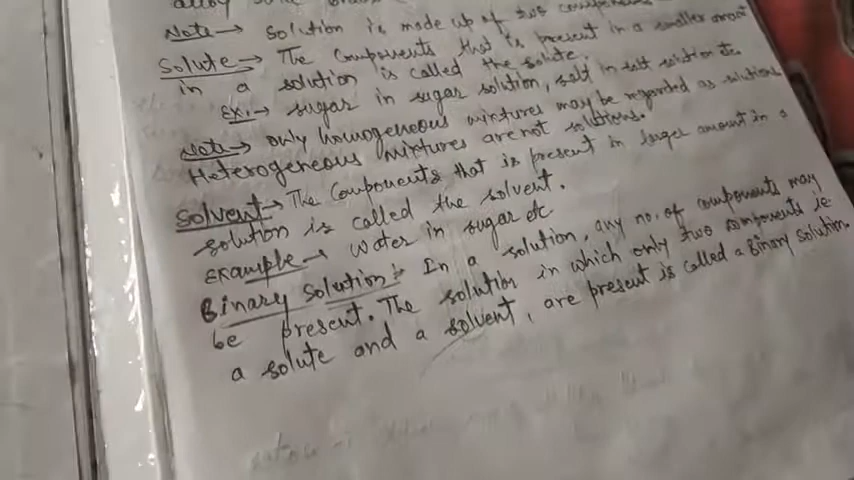 alloy
Note → Solution is made up of two
Solute → The Components that is present in a smaller
in a solution is called the solute.
Ex. → sugar in sugar solution, salt in salt solution etc.
Note → only homogeneous mixtures may be regarded as solutions
Heterogeneous mixtures are not solutions.
Solvent → The Components that is present in larger amount in a
solution is called the solvent.
Example → Water in sugar etc
Binary Solution :- In a solution, any no. of components may
be present. The solution in which only two components ie
a solute and a solvent, are present is called a Binary solution.